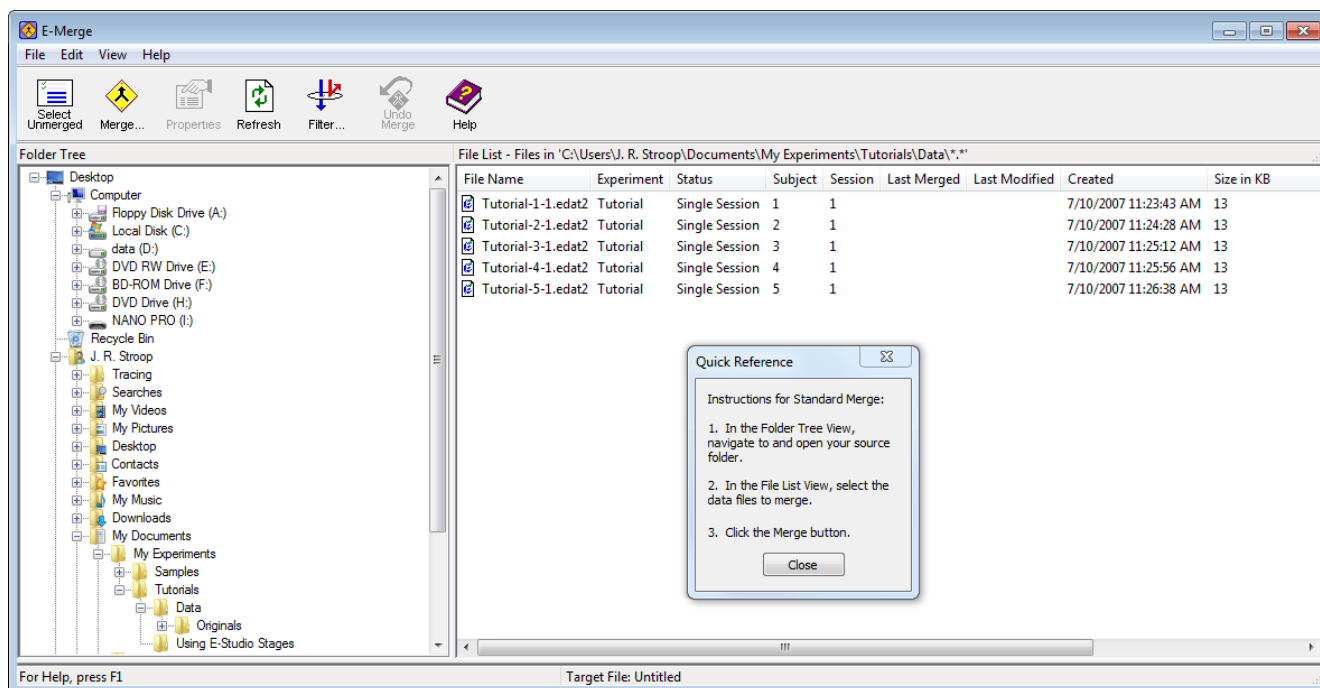 E-Merge
File Edit View Help
Select Unmerged Merge... Properties Refresh Filter... Undo Merge Help
Folder Tree
File List - Files in 'C:\Users\J. R. Stroop\Documents\My Experiments\Tutorials\Data\*.*'
Desktop
Computer
Floppy Disk Drive (A:)
Local Disk (C:)
data (D:)
DVD RW Drive (E:)
BD-ROM Drive (F:)
DVD Drive (H:)
NANO PRO (I:)
Recycle Bin
J. R. Stroop
Tracing
Searches
My Videos
My Pictures
Desktop
Contacts
Favorites
My Music
Downloads
My Documents
My Experiments
Samples
Tutorials
Data
Originals
Using E-Studio Stages
File Name Experiment Status Subject Session Last Merged Last Modified Created Size in KB
Tutorial-1-1.edat2 Tutorial Single Session 1 1 7/10/2007 11:23:43 AM 13
Tutorial-2-1.edat2 Tutorial Single Session 2 1 7/10/2007 11:24:28 AM 13
Tutorial-3-1.edat2 Tutorial Single Session 3 1 7/10/2007 11:25:12 AM 13
Tutorial-4-1.edat2 Tutorial Single Session 4 1 7/10/2007 11:25:56 AM 13
Tutorial-5-1.edat2 Tutorial Single Session 5 1 7/10/2007 11:26:38 AM 13
Quick Reference
Instructions for Standard Merge:
1. In the Folder Tree View,
navigate to and open your source
folder.
2. In the File List View, select the
data files to merge.
3. Click the Merge button.
Close
For Help, press F1
Target File: Untitled